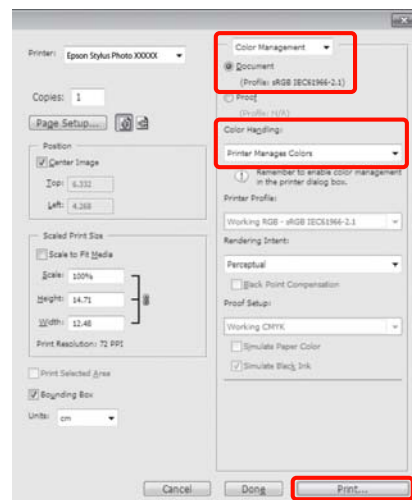 Printer: Epson Stylus Photo XXXXX
Copies: 1
Page Setup...
Position
Center Image
Top: 6.332
Left: 4.268
Scaled Print Size
Scale to Fit Media
Scale: 100%
Height: 14.71
Width: 12.48
Print Resolution: 72 PPI
Print Selected Area
Bounding Box
Units: cm
Color Management
Document
(Profile: sRGB IEC61966-2.1)
Proof
(Profile: N/A)
Color Handling:
Printer Manages Colors
Remember to enable color management
in the printer dialog box.
Printer Profile:
Working RGB - sRGB IEC61966-2.1
Rendering Intent:
Perceptual
Black Point Compensation
Proof Setup:
Working CMYK
Simulate Paper Color
Simulate Black Ink
Cancel
Done
Print...